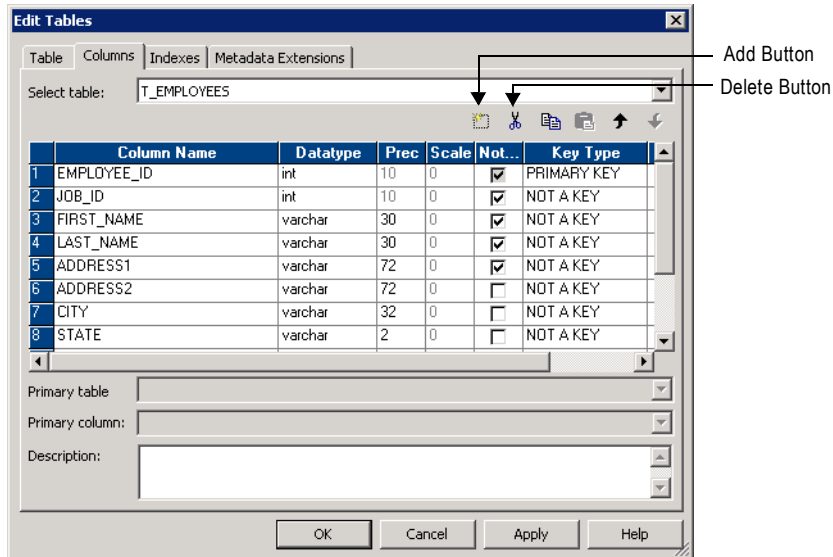 Edit Tables
Table Columns Indexes Metadata Extensions
Add Button
Select table: T_EMPLOYEES
Delete Button
Column Name Datatype Prec Scale Not... Key Type
1 EMPLOYEE_ID int 10 0 PRIMARY KEY
2 JOB_ID int 10 0 NOT A KEY
3 FIRST_NAME varchar 30 0 NOT A KEY
4 LAST_NAME varchar 30 0 NOT A KEY
5 ADDRESS1 varchar 72 0 NOT A KEY
6 ADDRESS2 varchar 72 0 NOT A KEY
7 CITY varchar 32 0 NOT A KEY
8 STATE varchar 2 0 NOT A KEY
Primary table
Primary column:
Description:
OK Cancel Apply Help